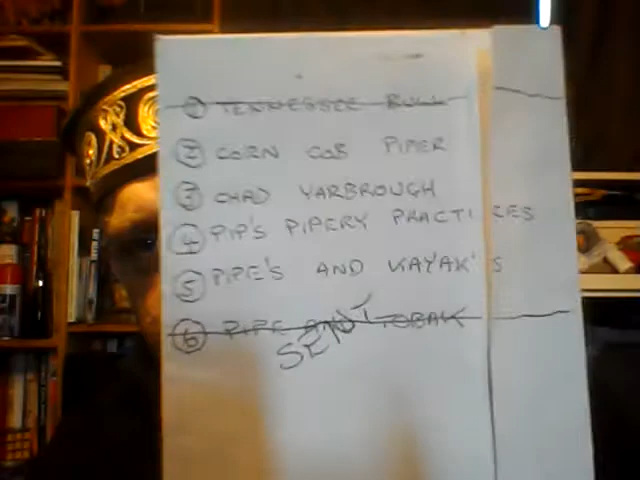 ① TENNESSEE BULL
② CORN COB PIPER
③ CHAD YARBROUGH
④ PIP'S PIPERY PRACTICES
⑤ PIPE'S AND KAYAK'S
⑥ PIPE AND TOBAK
SENT